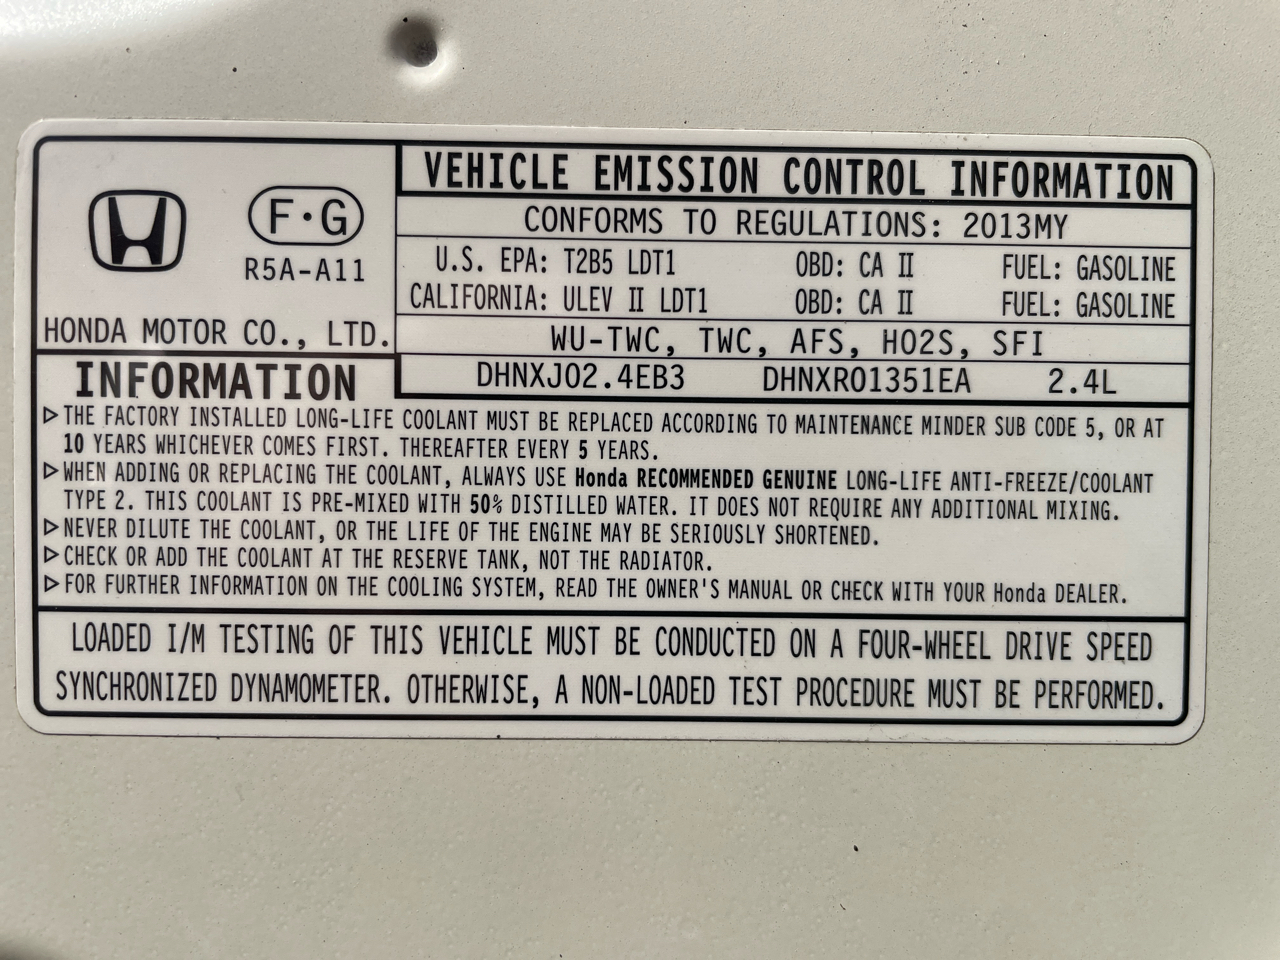 VEHICLE EMISSION CONTROL INFORMATION
F·G
R5A-A11
HONDA MOTOR CO., LTD.
CONFORMS TO REGULATIONS: 2013MY
U.S. EPA: T2B5 LDT1 OBD: CA II FUEL: GASOLINE
CALIFORNIA: ULEV II LDT1 OBD: CA II FUEL: GASOLINE
WU-TWC, TWC, AFS, HO2S, SFI
DHNXJ02.4EB3 DHNXR01351EA 2.4L
INFORMATION
▷THE FACTORY INSTALLED LONG-LIFE COOLANT MUST BE REPLACED ACCORDING TO MAINTENANCE MINDER SUB CODE 5, OR AT
10 YEARS WHICHEVER COMES FIRST. THEREAFTER EVERY 5 YEARS.
▷WHEN ADDING OR REPLACING THE COOLANT, ALWAYS USE Honda RECOMMENDED GENUINE LONG-LIFE ANTI-FREEZE/COOLANT
TYPE 2. THIS COOLANT IS PRE-MIXED WITH 50% DISTILLED WATER. IT DOES NOT REQUIRE ANY ADDITIONAL MIXING.
▷NEVER DILUTE THE COOLANT, OR THE LIFE OF THE ENGINE MAY BE SERIOUSLY SHORTENED.
▷CHECK OR ADD THE COOLANT AT THE RESERVE TANK, NOT THE RADIATOR.
▷FOR FURTHER INFORMATION ON THE COOLING SYSTEM, READ THE OWNER'S MANUAL OR CHECK WITH YOUR Honda DEALER.
LOADED I/M TESTING OF THIS VEHICLE MUST BE CONDUCTED ON A FOUR-WHEEL DRIVE SPEED
SYNCHRONIZED DYNAMOMETER. OTHERWISE, A NON-LOADED TEST PROCEDURE MUST BE PERFORMED.